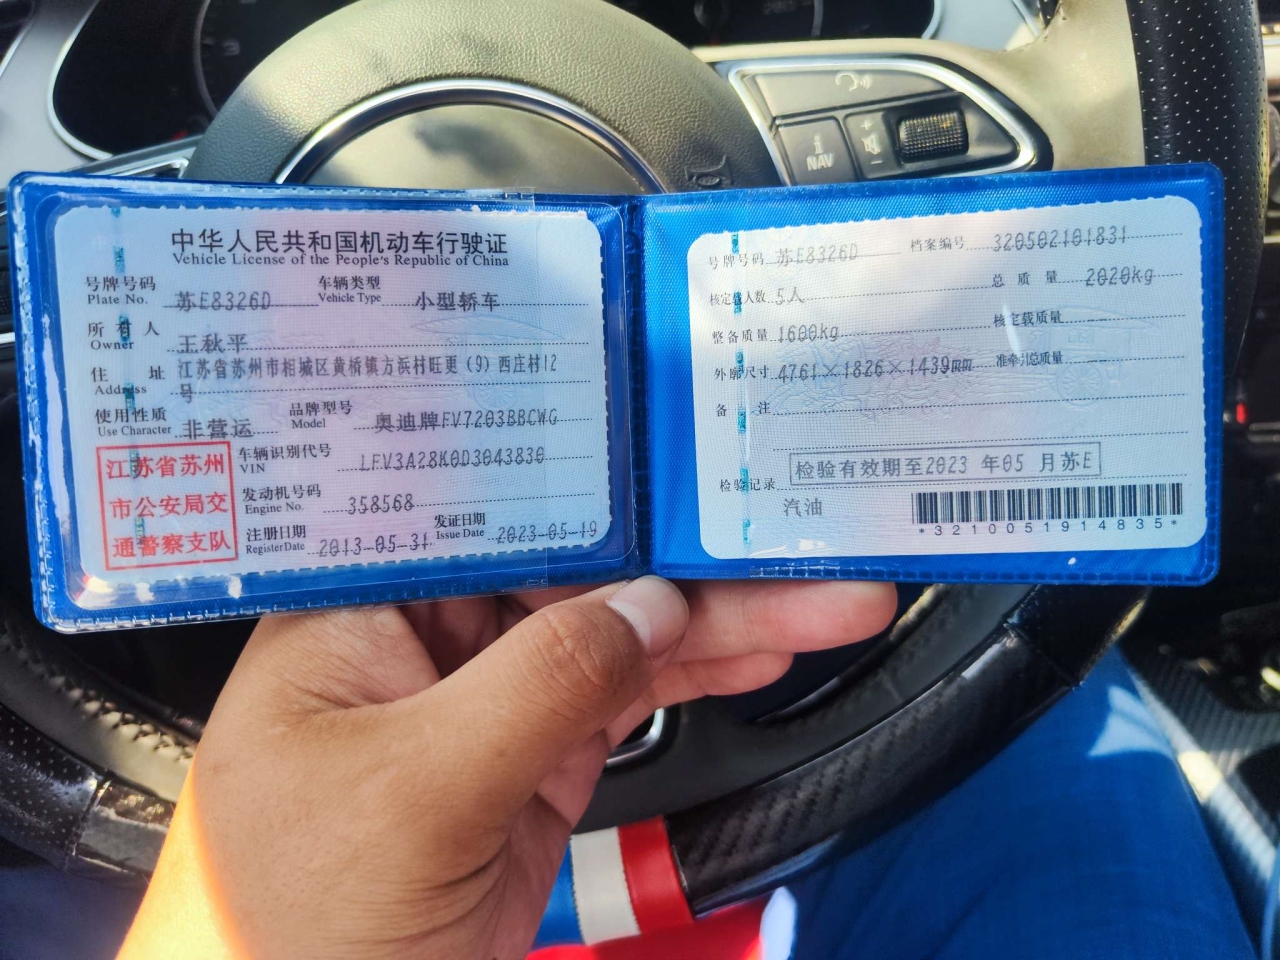 中华人民共和国机动车行驶证
Vehicle License of the People's Republic of China
号牌号码 苏E8326D 车辆类型 小型轿车
Plate No. Vehicle Type
所有人 王秋平
Owner
住址 江苏省苏州市相城区黄桥镇方浜村旺更(9)西庄村12
Address 号
使用性质 非营运 品牌型号 奥迪牌FV7203BBCWG
Use Character Model
江苏省苏州
市公安局交
通警察支队
车辆识别代号 LFV3A28K0D3043830
VIN
发动机号码 358568
Engine No.
注册日期 2013-05-31 发证日期 2023-05-19
Register Date Issue Date
号牌号码 苏E8326D 档案编号 320502101831
核定载人数 5人 总质量 2020kg
整备质量 1600kg 核定载质量
外廓尺寸 4761×1826×1439mm 准牵引总质量
备注
检验有效期至2023 年05 月苏E
检验记录
汽油
*3210051914835*
NAV